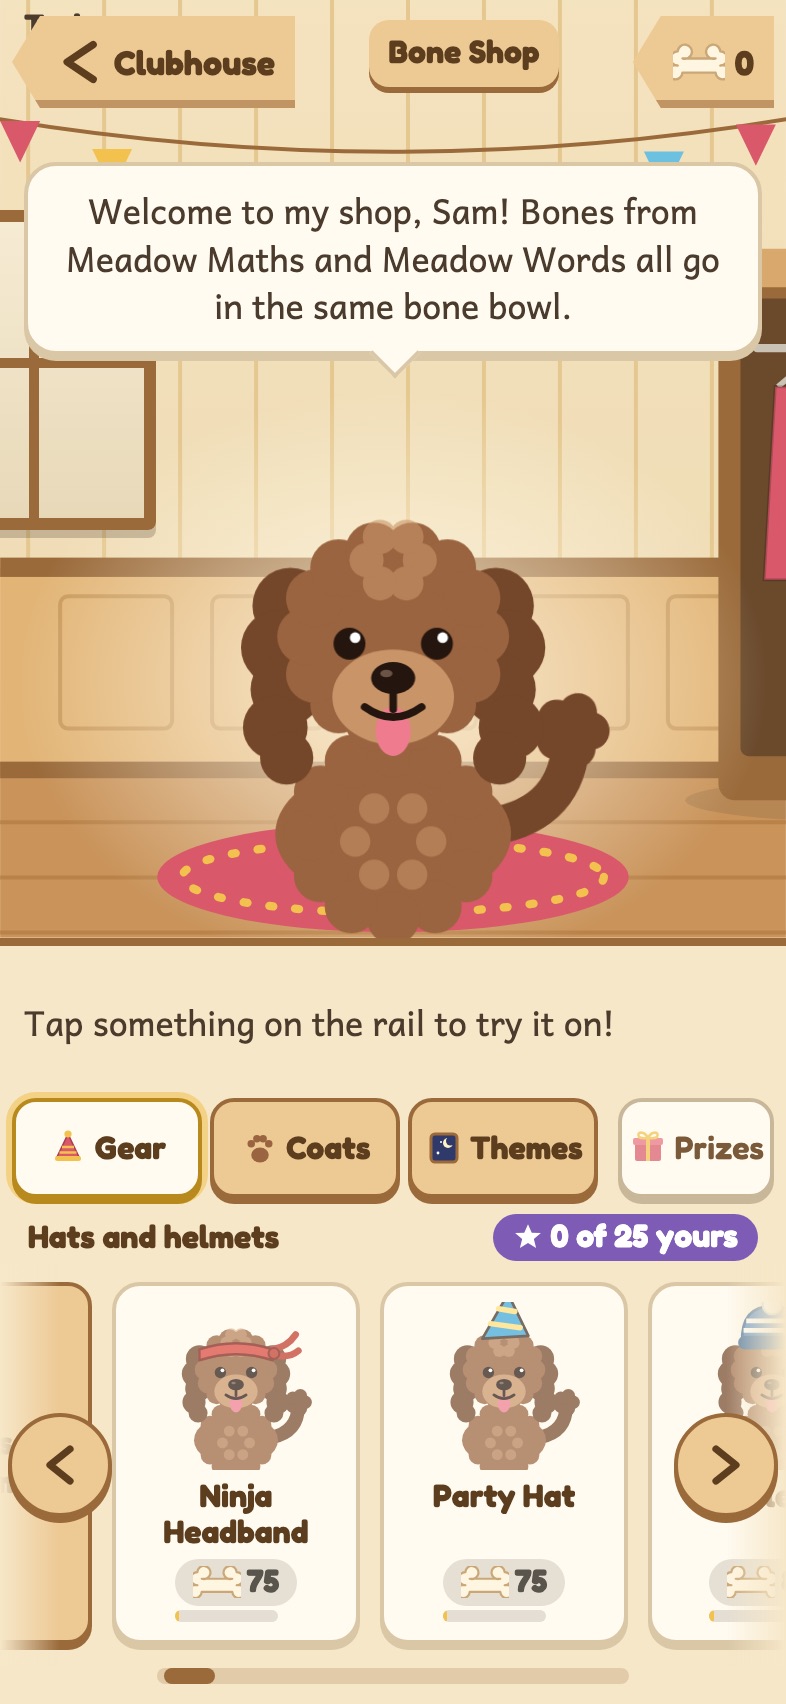 Clubhouse
Bone Shop
0
Welcome to my shop, Sam! Bones from
Meadow Maths and Meadow Words all go
in the same bone bowl.
Tap something on the rail to try it on!
Gear
Coats
Themes
Prizes
Hats and helmets
★ 0 of 25 yours
Ninja
Headband
75
Party Hat
75